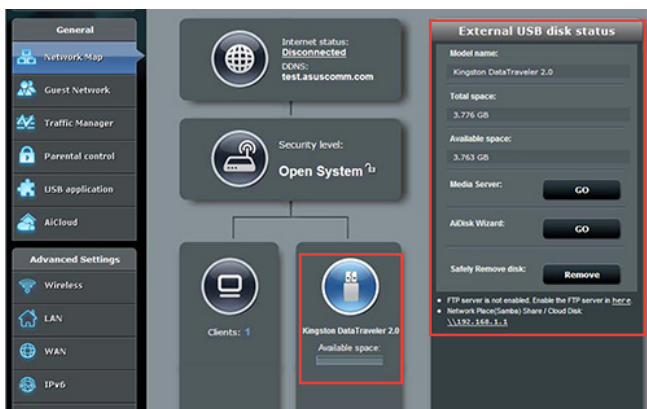 General
Network Map
Guest Network
Traffic Manager
Parental control
USB application
AiCloud
Advanced Settings
Wireless
LAN
WAN
IPv6
Internet status:
Disconnected
DDNS:
test.asuscomm.com
Security level:
Open System
Clients: 1
Kingston DataTraveler 2.0
Available space:
External USB disk status
Model name:
Kingston DataTraveler 2.0
Total space:
3.776 GB
Available space:
3.763 GB
Media Server: GO
AiDisk Wizard: GO
Safely Remove disk: Remove
FTP server is not enabled. Enable the FTP server in here.
Network Place(Samba) Share / Cloud Disk:
\\192.168.1.1